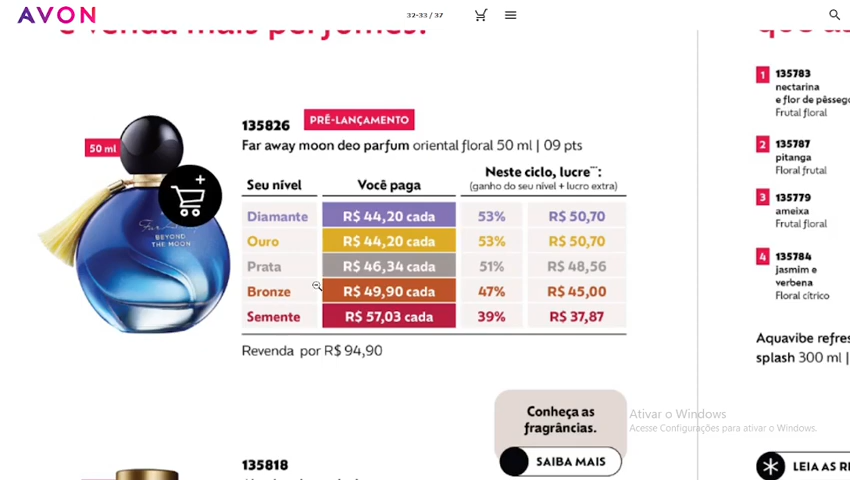 AVON
32-33 / 37
e venda mais perfumes.
135826 PRÉ-LANÇAMENTO
Far away moon deo parfum oriental floral 50 ml | 09 pts
50 ml
Far Away
BEYOND
THE MOON
Seu nível Você paga Neste ciclo, lucre***:
(ganho do seu nível + lucro extra)
Diamante R$ 44,20 cada 53% R$ 50,70
Ouro R$ 44,20 cada 53% R$ 50,70
Prata R$ 46,34 cada 51% R$ 48,56
Bronze R$ 49,90 cada 47% R$ 45,00
Semente R$ 57,03 cada 39% R$ 37,87
Revenda por R$ 94,90
Conheça as
fragrâncias.
SAIBA MAIS
135818
1 135783
nectarina
e flor de pêssego
Frutal floral
2 135787
pitanga
Floral frutal
3 135779
ameixa
Frutal floral
4 135784
jasmim e
verbena
Floral cítrico
Aquavibe refres
splash 300 ml |
Ativar o Windows
Acesse Configurações para ativar o Windows.
LEIA AS RE